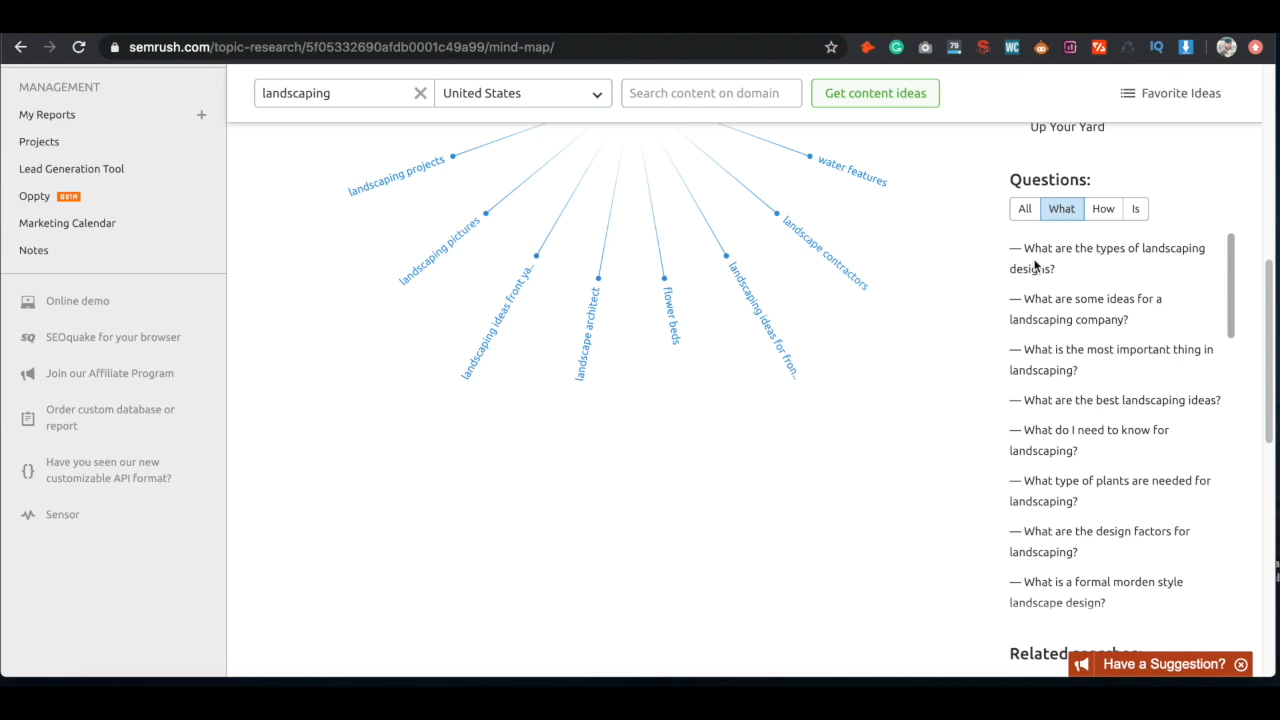 semrush.com/topic-research/5f05332690afdb0001c49a99/mind-map/
79
WC
IQ
MANAGEMENT
My Reports +
Projects
Lead Generation Tool
Oppty BETA
Marketing Calendar
Notes
Online demo
SEOquake for your browser
Join our Affiliate Program
Order custom database or
report
Have you seen our new
customizable API format?
Sensor
landscaping
United States
Search content on domain
Get content ideas
Favorite Ideas
landscaping projects
landscaping pictures
landscaping ideas front ya..
landscape architect
flower beds
landscaping ideas for fron..
landscape contractors
water features
Up Your Yard
Questions:
All What How Is
— What are the types of landscaping
designs?
— What are some ideas for a
landscaping company?
— What is the most important thing in
landscaping?
— What are the best landscaping ideas?
— What do I need to know for
landscaping?
— What type of plants are needed for
landscaping?
— What are the design factors for
landscaping?
— What is a formal morden style
landscape design?
Related searches:
Have a Suggestion?